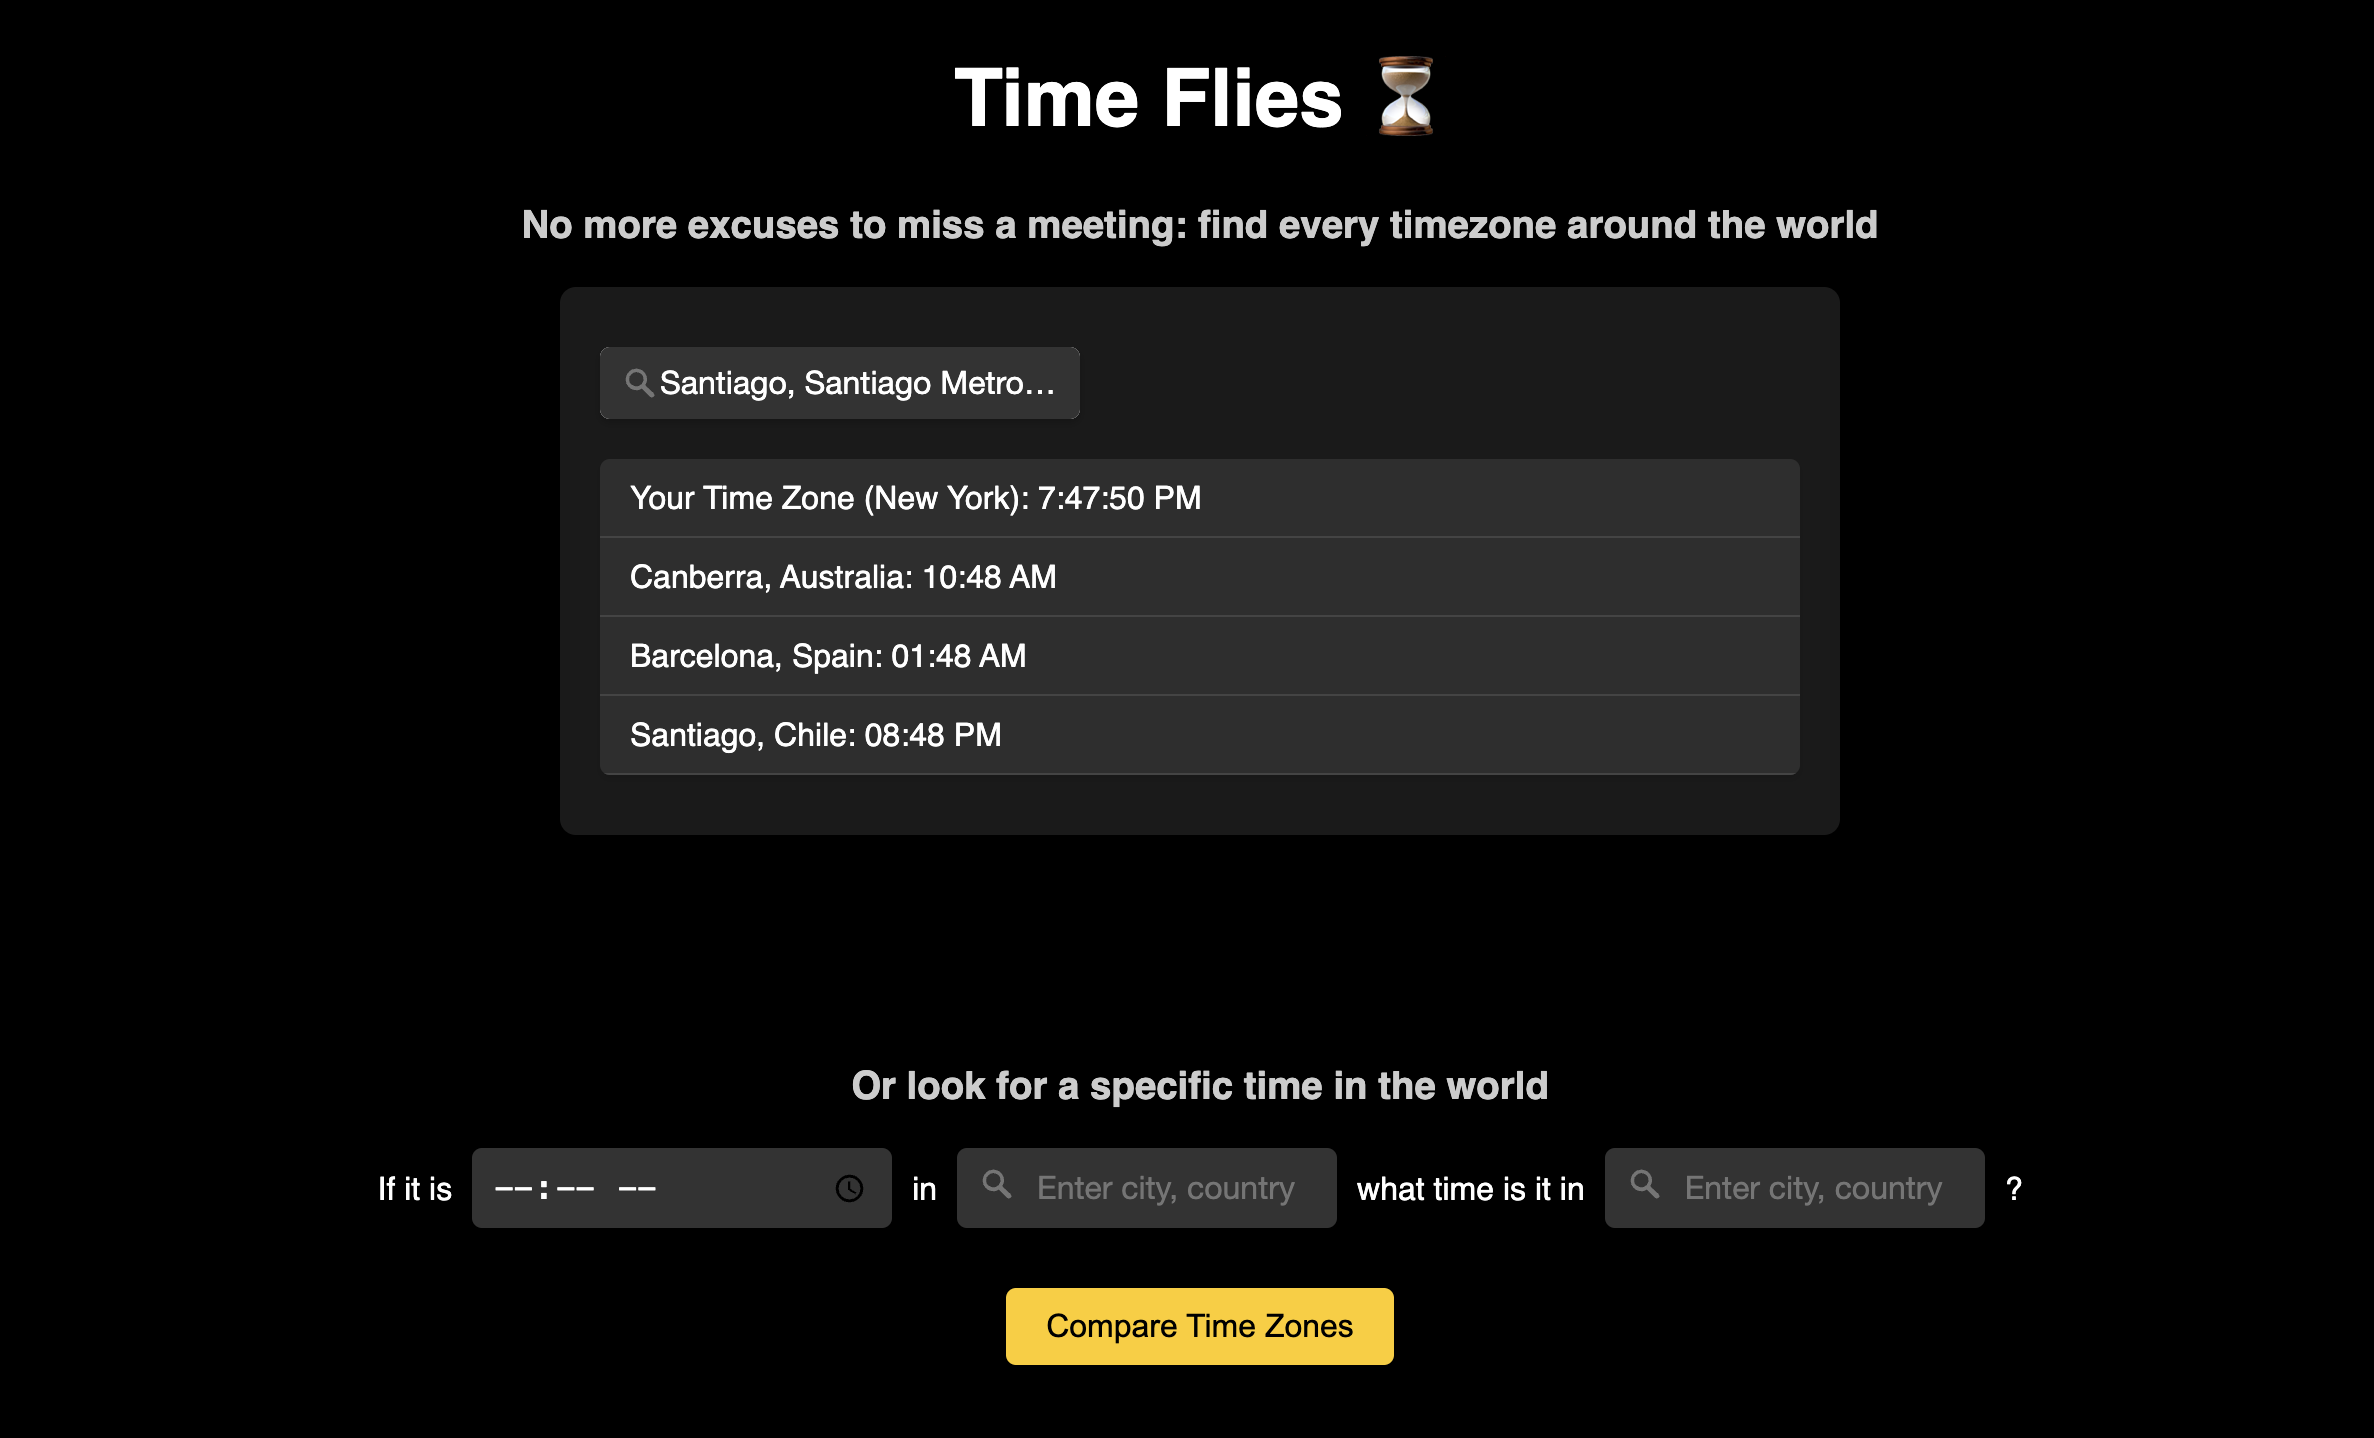 Time Flies ⏳
No more excuses to miss a meeting: find every timezone around the world
Santiago, Santiago Metro...
Your Time Zone (New York): 7:47:50 PM
Canberra, Australia: 10:48 AM
Barcelona, Spain: 01:48 AM
Santiago, Chile: 08:48 PM
Or look for a specific time in the world
If it is --:-- -- in Enter city, country what time is it in Enter city, country ?
Compare Time Zones